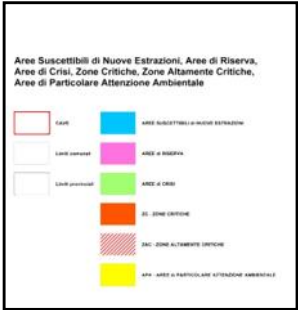 Aree Suscettibili di Nuove Estrazioni, Aree di Riserva,
Aree di Crisi, Zone Critiche, Zone Altamente Critiche,
Aree di Particolare Attenzione Ambientale
CAVE
AREE SUSCETTIBILI di NUOVE ESTRAZIONI
Limiti comunali
AREE di RISERVA
Limiti provinciali
AREE di CRISI
ZC - ZONE CRITICHE
ZAC - ZONE ALTAMENTE CRITICHE
APA - AREE di PARTICOLARE ATTENZIONE AMBIENTALE